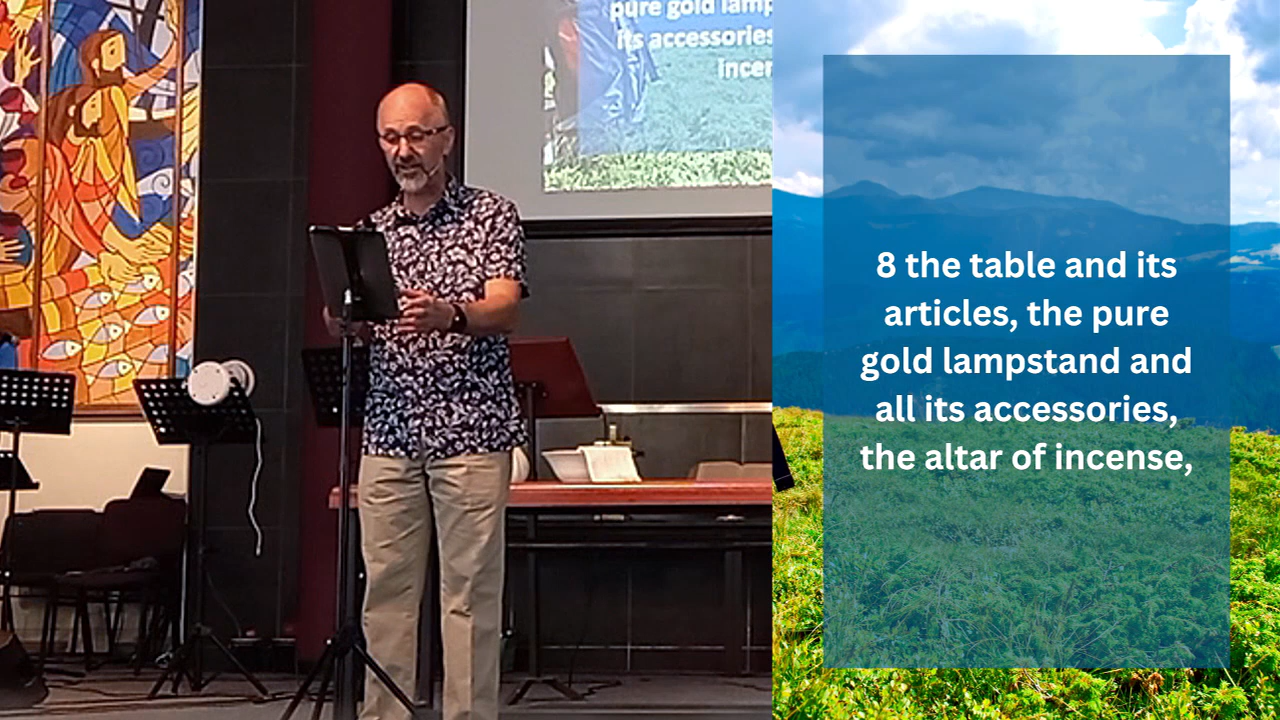 pure gold lamp
its accessories
incen
8 the table and its
articles, the pure
gold lampstand and
all its accessories,
the altar of incense,